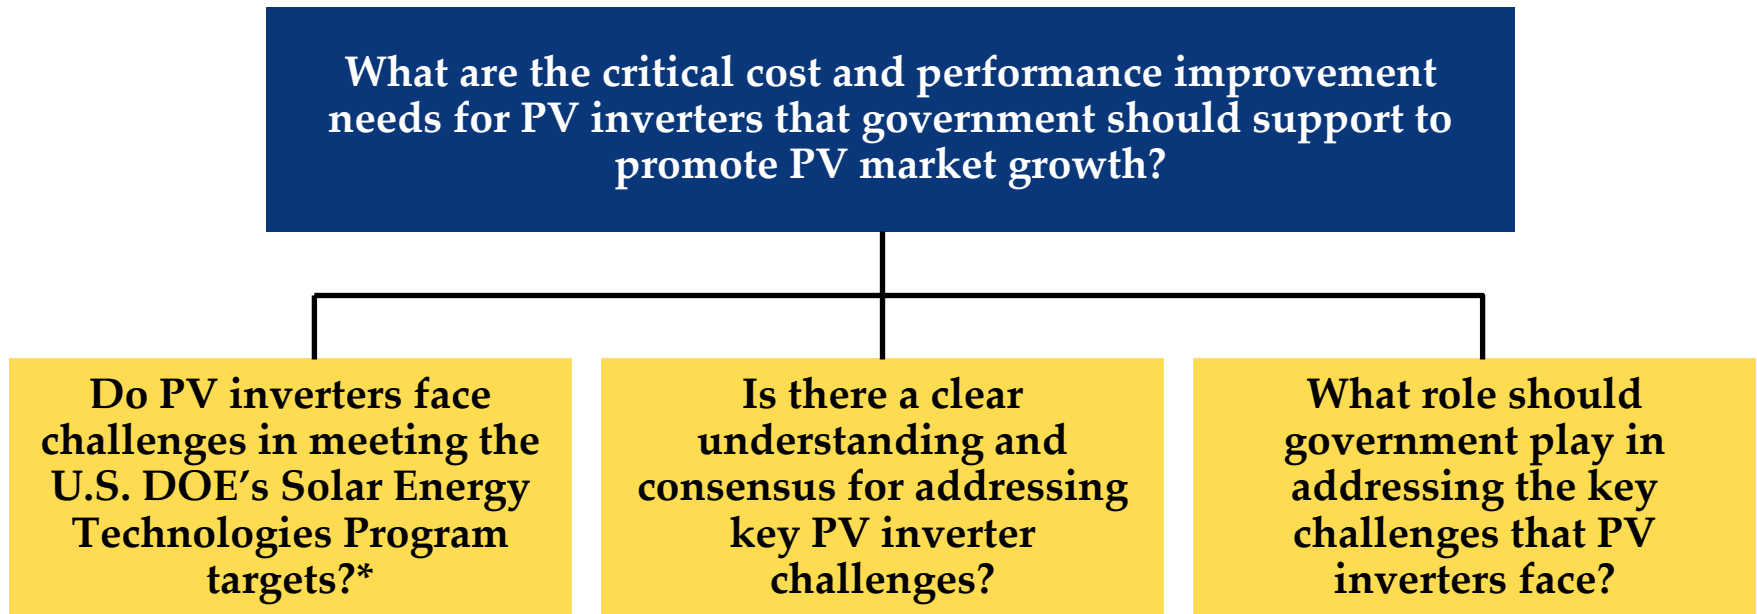 What are the critical cost and performance improvement
needs for PV inverters that government should support to
promote PV market growth?
Do PV inverters face
challenges in meeting the
U.S. DOE’s Solar Energy
Technologies Program
targets?*
Is there a clear
understanding and
consensus for addressing
key PV inverter
challenges?
What role should
government play in
addressing the key
challenges that PV
inverters face?